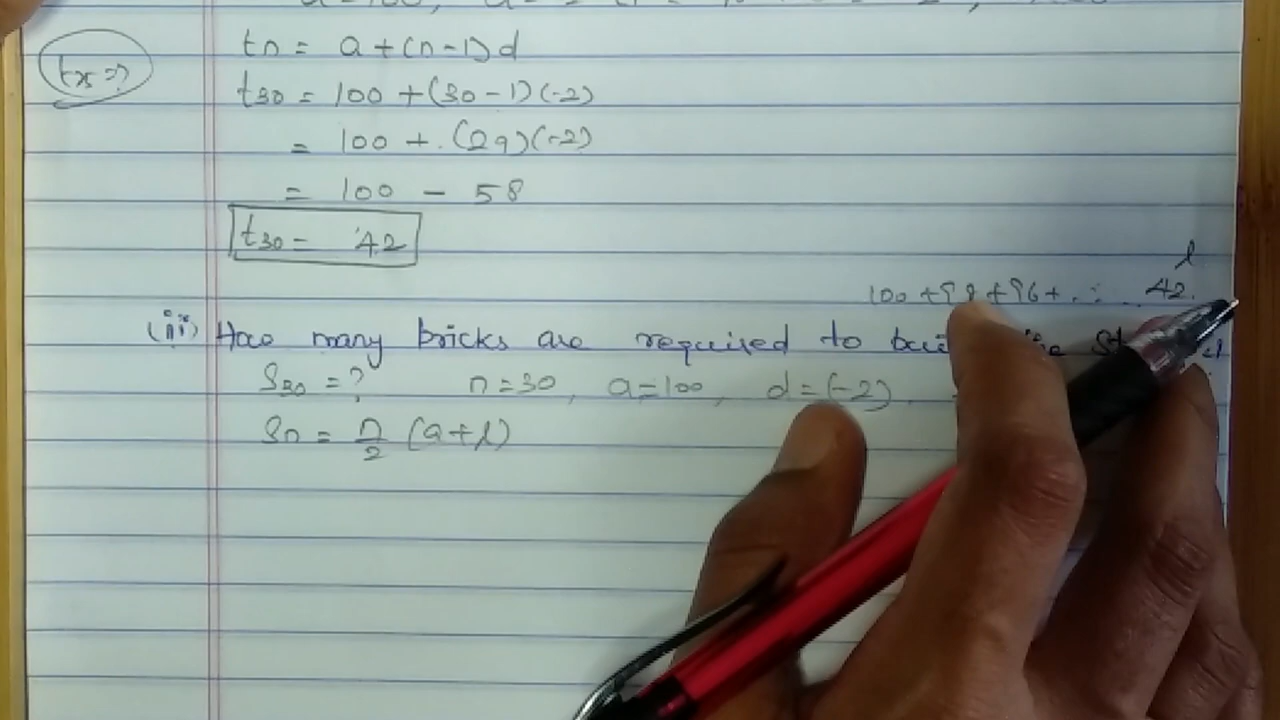 tn = a + (n-1) d
t30 = 100 + (30-1) (-2)
= 100 + (29) (-2)
= 100 - 58
t30 = 42
l
100 + 98 + 96 + ... 42
(ii) How many bricks are required to
S30 = ? n = 30, a = 100, d = (-2)
Sn = n/2 (a+l)